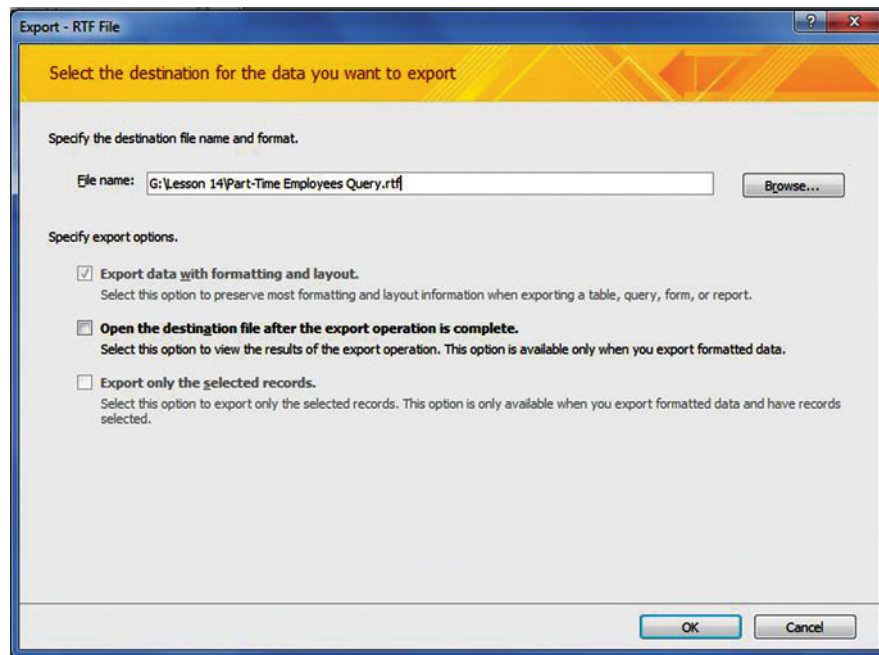 Export - RTF File
Select the destination for the data you want to export
Specify the destination file name and format.
File name: G:\Lesson 14\Part-Time Employees Query.rtf Browse...
Specify export options.
Export data with formatting and layout.
Select this option to preserve most formatting and layout information when exporting a table, query, form, or report.
Open the destination file after the export operation is complete.
Select this option to view the results of the export operation. This option is available only when you export formatted data.
Export only the selected records.
Select this option to export only the selected records. This option is only available when you export formatted data and have records
selected.
OK Cancel